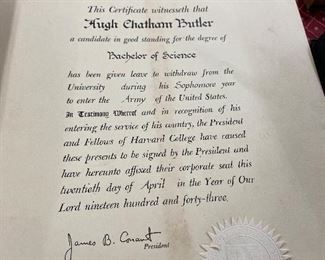 This Certificate witnesseth that
Hugh Chatham Butler
a candidate in good standing for the degree of
Bachelor of Science
has been given leave to withdraw from the
University during his Sophomore year
to enter the Army of the United States.
In Testimony Whereof and in recognition of his
entering the service of his country, the President
and Fellows of Harvard College have caused
these presents to be signed by the President and
have hereunto affixed their corporate seal this
twentieth day of April in the Year of Our
Lord nineteen hundred and forty-three.
James B. Conant
President